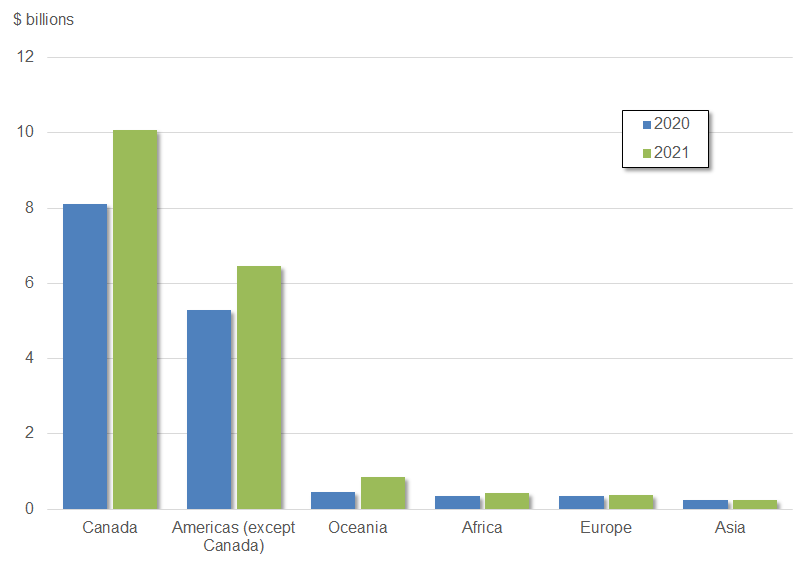 $ billions
12
10
8
6
4
2
0
2020
2021
Canada
Americas (except
Canada)
Oceania
Africa
Europe
Asia